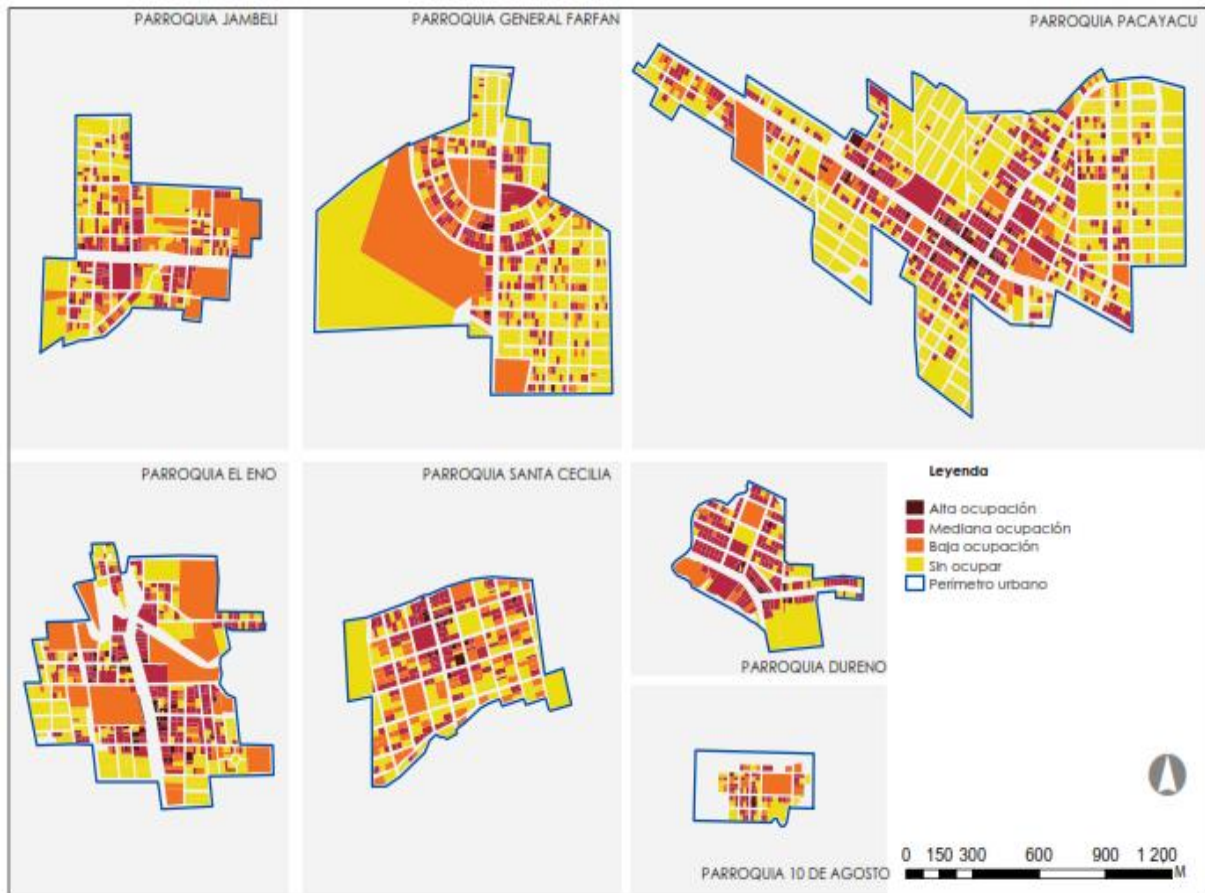 PARROQUIA JAMBELI
PARROQUIA GENERAL FARFAN
PARROQUIA PACAYACU
PARROQUIA EL ENO
PARROQUIA SANTA CECILIA
PARROQUIA DURENO
PARROQUIA 10 DE AGOSTO
Leyenda
Alta ocupación
Mediana ocupación
Baja ocupación
Sin ocupar
Perímetro urbano
0 150 300 600 900 1 200
M